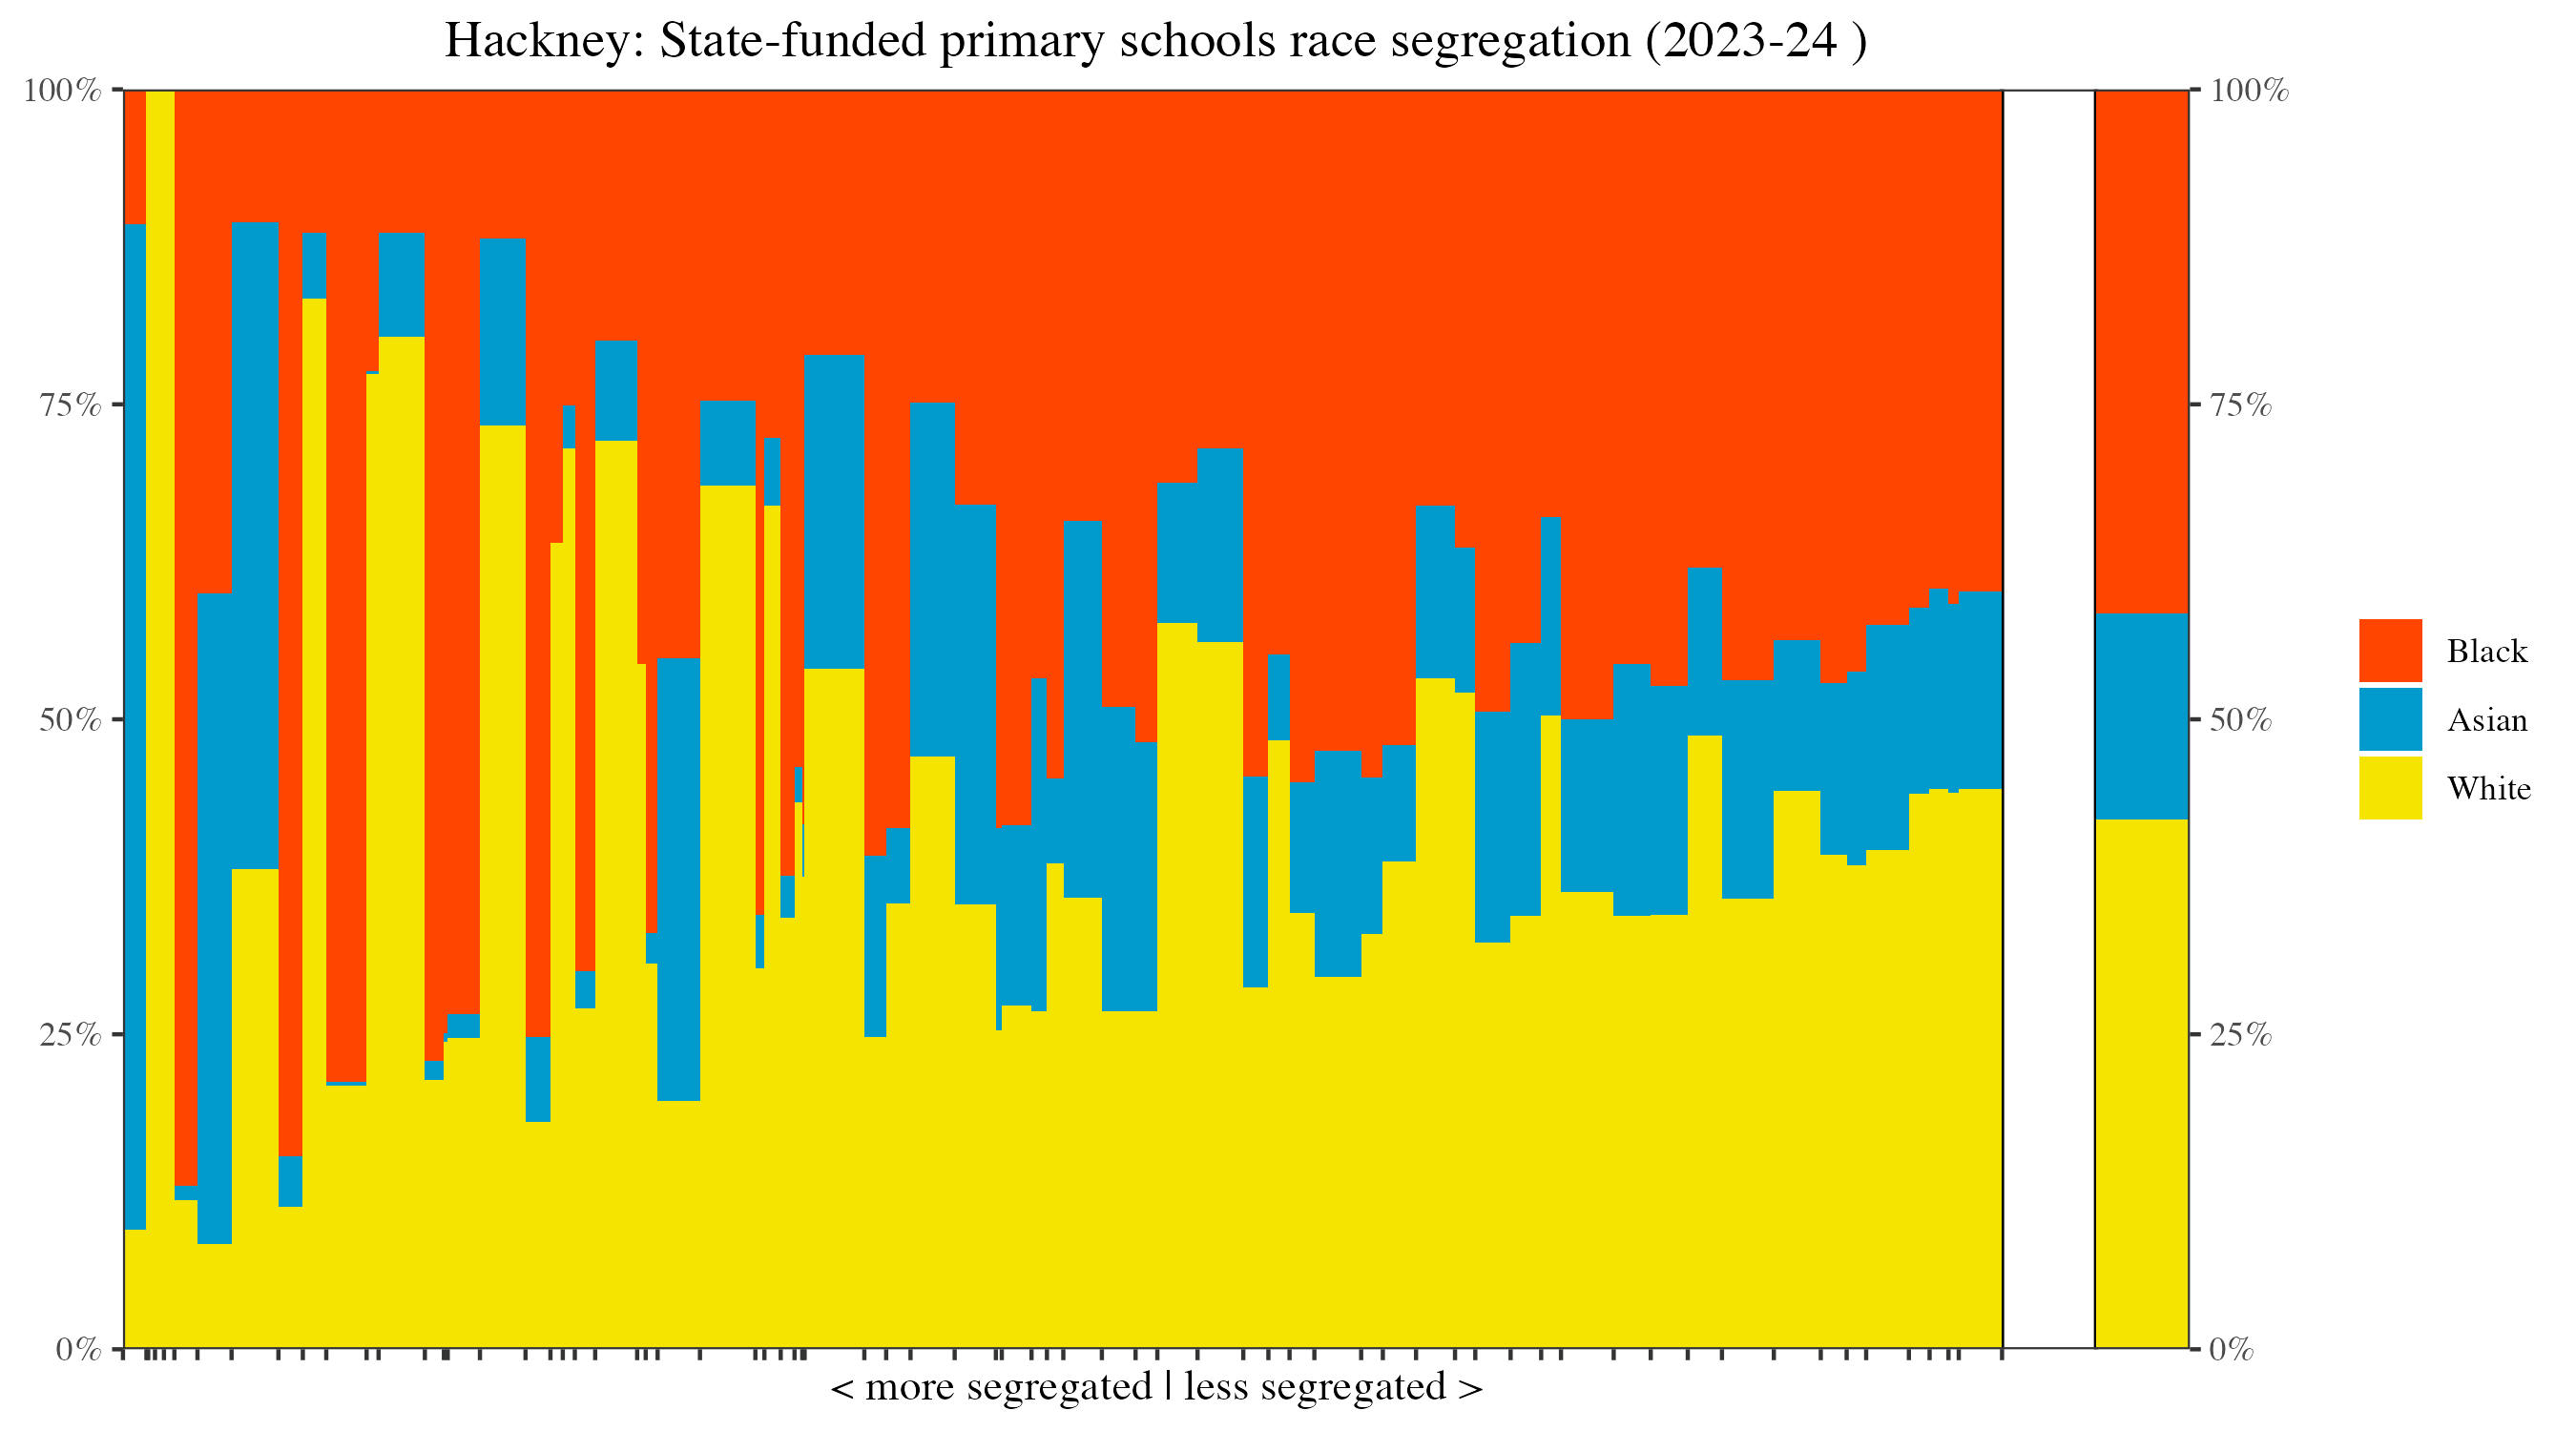 Hackney: State-funded primary schools race segregation (2023-24 )
100%
75%
50%
25%
0%
100%
75%
50%
25%
0%
Black
Asian
White
< more segregated | less segregated >